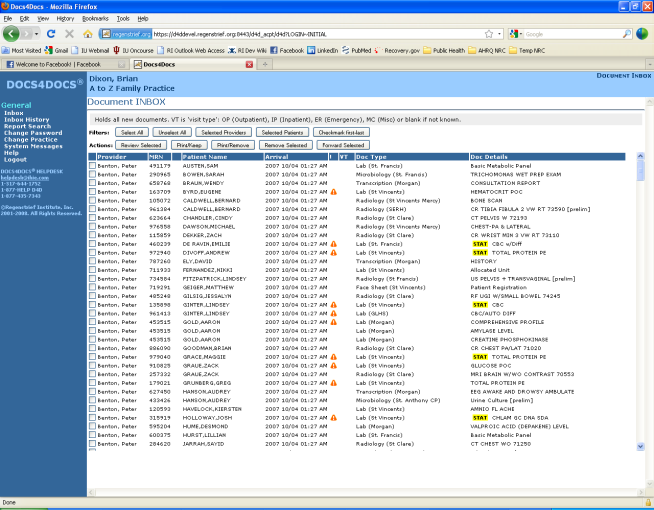 Docs4Docs - Mozilla Firefox
File Edit View History Bookmarks Tools Help
regenstrief.org https://d4ddevel.regenstrief.org:8443/d4d_acpt/d4d?LOGIN=INITIAL
Google
Most Visited Gmail IU Webmail IU Oncourse RI Outlook Web Access RI Dev Wiki Facebook LinkedIn PubMed Recovery.gov Public Health AHRQ NRC Temp NRC
Welcome to Facebook! | Facebook Docs4Docs
DOCS4DOCS®
General
Inbox
Inbox History
Report Search
Change Password
Change Practice
System Messages
Help
Logout
DOCS4DOCS® HELPDESK
helpdesk@ihie.com
1-317-644-1752
1-877-HELP D4D
1-877-435-7343
©Regenstrief Institute, Inc.
2001-2008. All Rights Reserved.
Dixon, Brian
A to Z Family Practice
DOCUMENT INBOX
Document INBOX
Holds all new documents. VT is 'visit type': OP (Outpatient), IP (Inpatient), ER (Emergency), MC (Misc) or blank if not known.
Filters: Select All Unselect All Selected Providers Selected Patients Checkmark first-last
Actions: Review Selected Print/Keep Print/Remove Remove Selected Forward Selected
Provider MRN Patient Name Arrival ! VT Doc Type Doc Details
Benton, Peter 491179 AUSTEN,SAM 2007 10/04 01:27 AM Lab (St. Francis) Basic Metabolic Panel
Benton, Peter 290965 BOWEN,SARAH 2007 10/04 01:27 AM Microbiology (St. Francis) TRICHOMONAS WET PREP EXAM
Benton, Peter 658768 BRAUN,WENDY 2007 10/04 01:27 AM Transcription (Morgan) CONSULTATION REPORT
Benton, Peter 163709 BYRD,EUGENE 2007 10/04 01:27 AM Lab (St Vincents) HEMATOCRIT POC
Benton, Peter 105072 CALDWELL,BERNARD 2007 10/04 01:27 AM Radiology (St Vincents Mercy) BONE SCAN
Benton, Peter 961384 CALDWELL,BERNARD 2007 10/04 01:27 AM Radiology (SERH) CR TIBIA FIBULA 2 VW RT 73590 [prelim]
Benton, Peter 623664 CHANDLER,CINDY 2007 10/04 01:27 AM Radiology (St Clare) CT PELVIS W 72193
Benton, Peter 976558 DAWSON,MICHAEL 2007 10/04 01:27 AM Radiology (St Vincents Mercy) CHEST-PA & LATERAL
Benton, Peter 115859 DEKKER,ZACH 2007 10/04 01:27 AM Radiology (St Clare) CR WRIST MIN 3 VW RT 73110
Benton, Peter 460239 DE RAVIN,EMILIE 2007 10/04 01:27 AM Lab (St. Francis) STAT CBC w/Diff
Benton, Peter 972940 DIVOFF,ANDREW 2007 10/04 01:27 AM Lab (St Vincents) STAT TOTAL PROTEIN PE
Benton, Peter 787260 ELY,DAVID 2007 10/04 01:27 AM Transcription (Morgan) HISTORY
Benton, Peter 711933 FERNANDEZ,NIKKI 2007 10/04 01:27 AM Lab (St Vincents) Allocated Unit
Benton, Peter 734984 FITZPATRICK,LINDSEY 2007 10/04 01:27 AM Radiology (St. Francis) US PELVIS + TRANSVAGINAL [prelim]
Benton, Peter 719291 GEIGER,MATTHEW 2007 10/04 01:27 AM Face Sheet (St Vincents) Patient Registration
Benton, Peter 485248 GILSIG,JESSALYN 2007 10/04 01:27 AM Radiology (St Clare) RF UGI W/SMALL BOWEL 74245
Benton, Peter 135898 GINTER,LINDSEY 2007 10/04 01:27 AM Lab (St Vincents) STAT CBC
Benton, Peter 961413 GINTER,LINDSEY 2007 10/04 01:27 AM Lab (GLHS) CBC/AUTO DIFF
Benton, Peter 453515 GOLD,AARON 2007 10/04 01:27 AM Lab (Morgan) COMPREHENSIVE PROFILE
Benton, Peter 453515 GOLD,AARON 2007 10/04 01:27 AM Lab (Morgan) AMYLASE LEVEL
Benton, Peter 453515 GOLD,AARON 2007 10/04 01:27 AM Lab (Morgan) CREATINE PHOSPHOKINASE
Benton, Peter 886090 GOODMAN,BRIAN 2007 10/04 01:27 AM Radiology (St Clare) CR CHEST PA/LAT 71020
Benton, Peter 979040 GRACE,MAGGIE 2007 10/04 01:27 AM Lab (St Vincents) STAT TOTAL PROTEIN PE
Benton, Peter 910825 GRAUE,ZACK 2007 10/04 01:27 AM Lab (St Vincents) GLUCOSE POC
Benton, Peter 257332 GRAUE,ZACK 2007 10/04 01:27 AM Radiology (St Clare) MRI BRAIN W/WO CONTRAST 70553
Benton, Peter 179021 GRUNBERG,GREG 2007 10/04 01:27 AM Lab (St Vincents) TOTAL PROTEIN PE
Benton, Peter 627450 HANSON,AUDREY 2007 10/04 01:27 AM Transcription (Morgan) EEG AWAKE AND DROWSY AMBULATE
Benton, Peter 433426 HANSON,AUDREY 2007 10/04 01:27 AM Microbiology (St. Anthony CP) Urine Culture [prelim]
Benton, Peter 120593 HAVELOCK,KIERSTEN 2007 10/04 01:27 AM Lab (St Vincents) AMNIO FL ACHE
Benton, Peter 315919 HOLLOWAY,JOSH 2007 10/04 01:27 AM Lab (St Vincents) STAT CHLAM GC DNA SDA
Benton, Peter 595204 HUME,DESMOND 2007 10/04 01:27 AM Lab (Morgan) VALPROIC ACID (DEPAKENE) LEVEL
Benton, Peter 600375 HURST,LILLIAN 2007 10/04 01:27 AM Lab (St. Francis) Basic Metabolic Panel
Benton, Peter 284620 JARRAH,SAYID 2007 10/04 01:27 AM Radiology (St Clare) CT CHEST WO 71250
Done